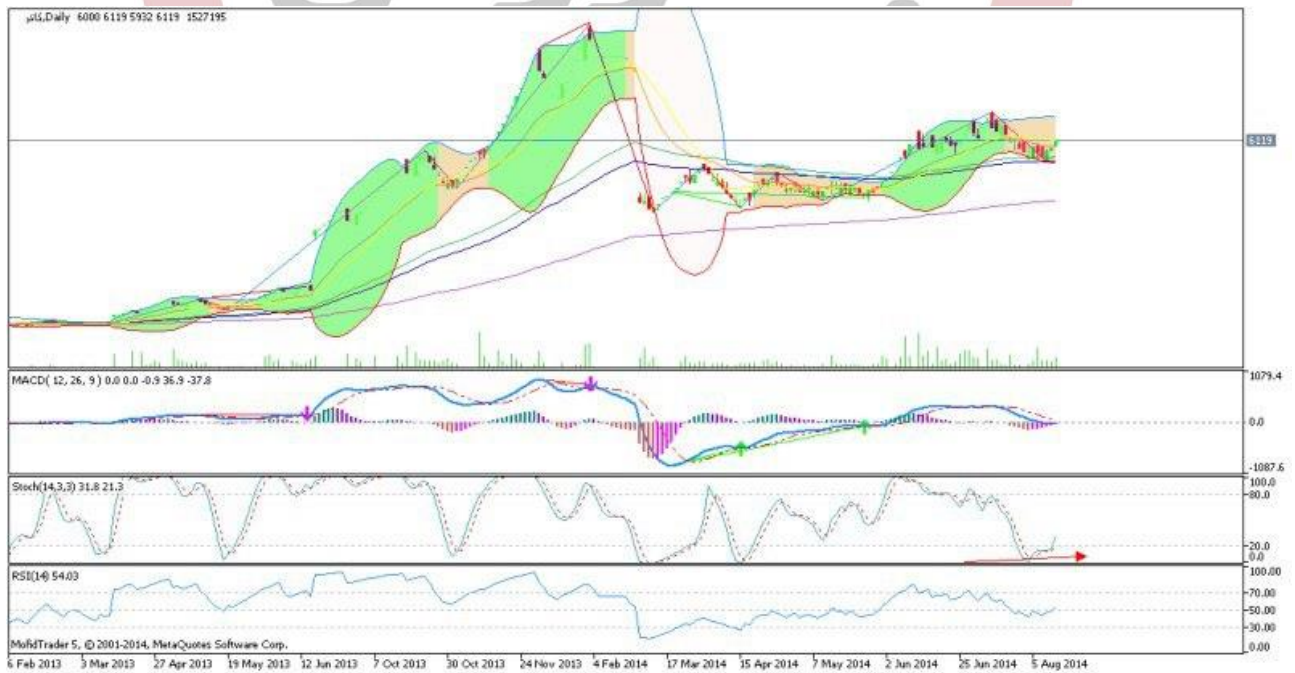 ,Daily 6000 6119 5932 6119 1527195
6119
MACD( 12, 26, 9 ) 0.0 0.0 -0.9 36.9 -37.8
1079.4
0.0
-1087.6
Stoch(14,3,3) 31.8 21.3
100.0
80.0
20.0
0.0
RSI(14) 54.03
100.00
70.00
50.00
30.00
0.00
MofidTrader 5, © 2001-2014, MetaQuotes Software Corp.
6 Feb 2013 3 Mar 2013 27 Apr 2013 19 May 2013 12 Jun 2013 7 Oct 2013 30 Oct 2013 24 Nov 2013 4 Feb 2014 17 Mar 2014 15 Apr 2014 7 May 2014 2 Jun 2014 25 Jun 2014 5 Aug 2014